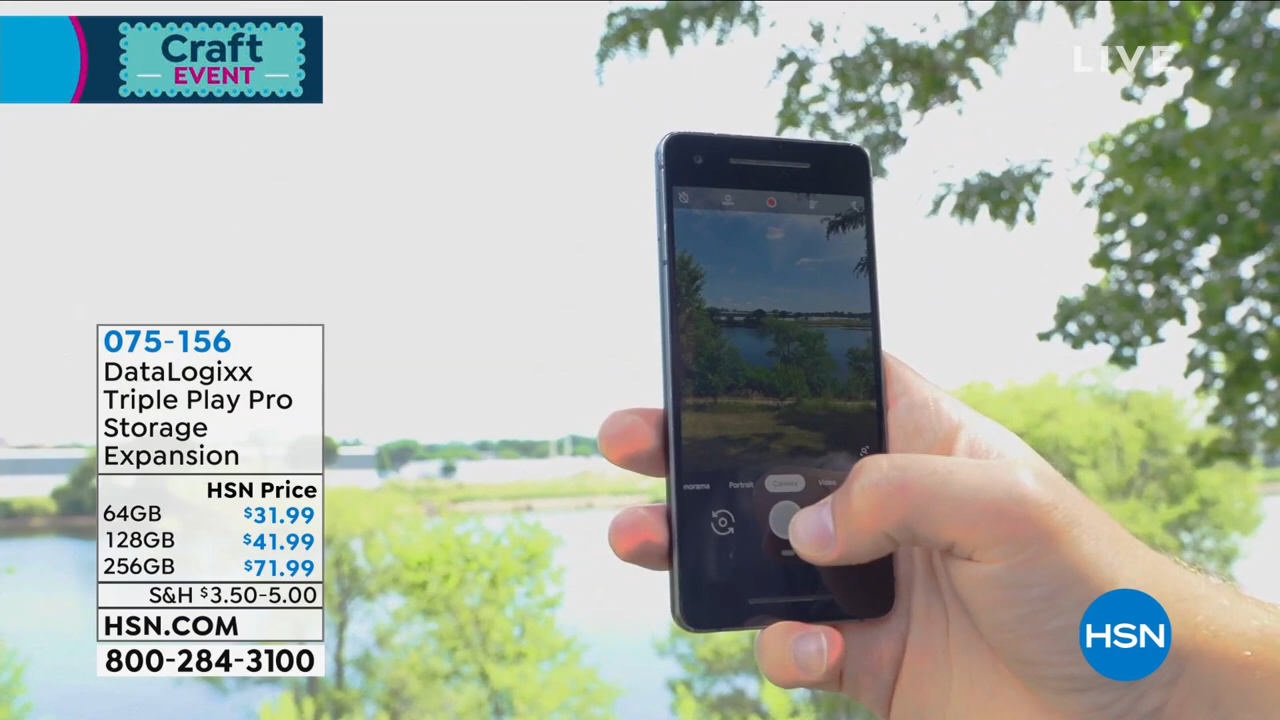 Craft
EVENT
LIVE
075-156
DataLogixx
Triple Play Pro
Storage
Expansion
HSN Price
64GB $31.99
128GB $41.99
256GB $71.99
S&H $3.50-5.00
HSN.COM
800-284-3100
norama Portrait Camera Video
HSN